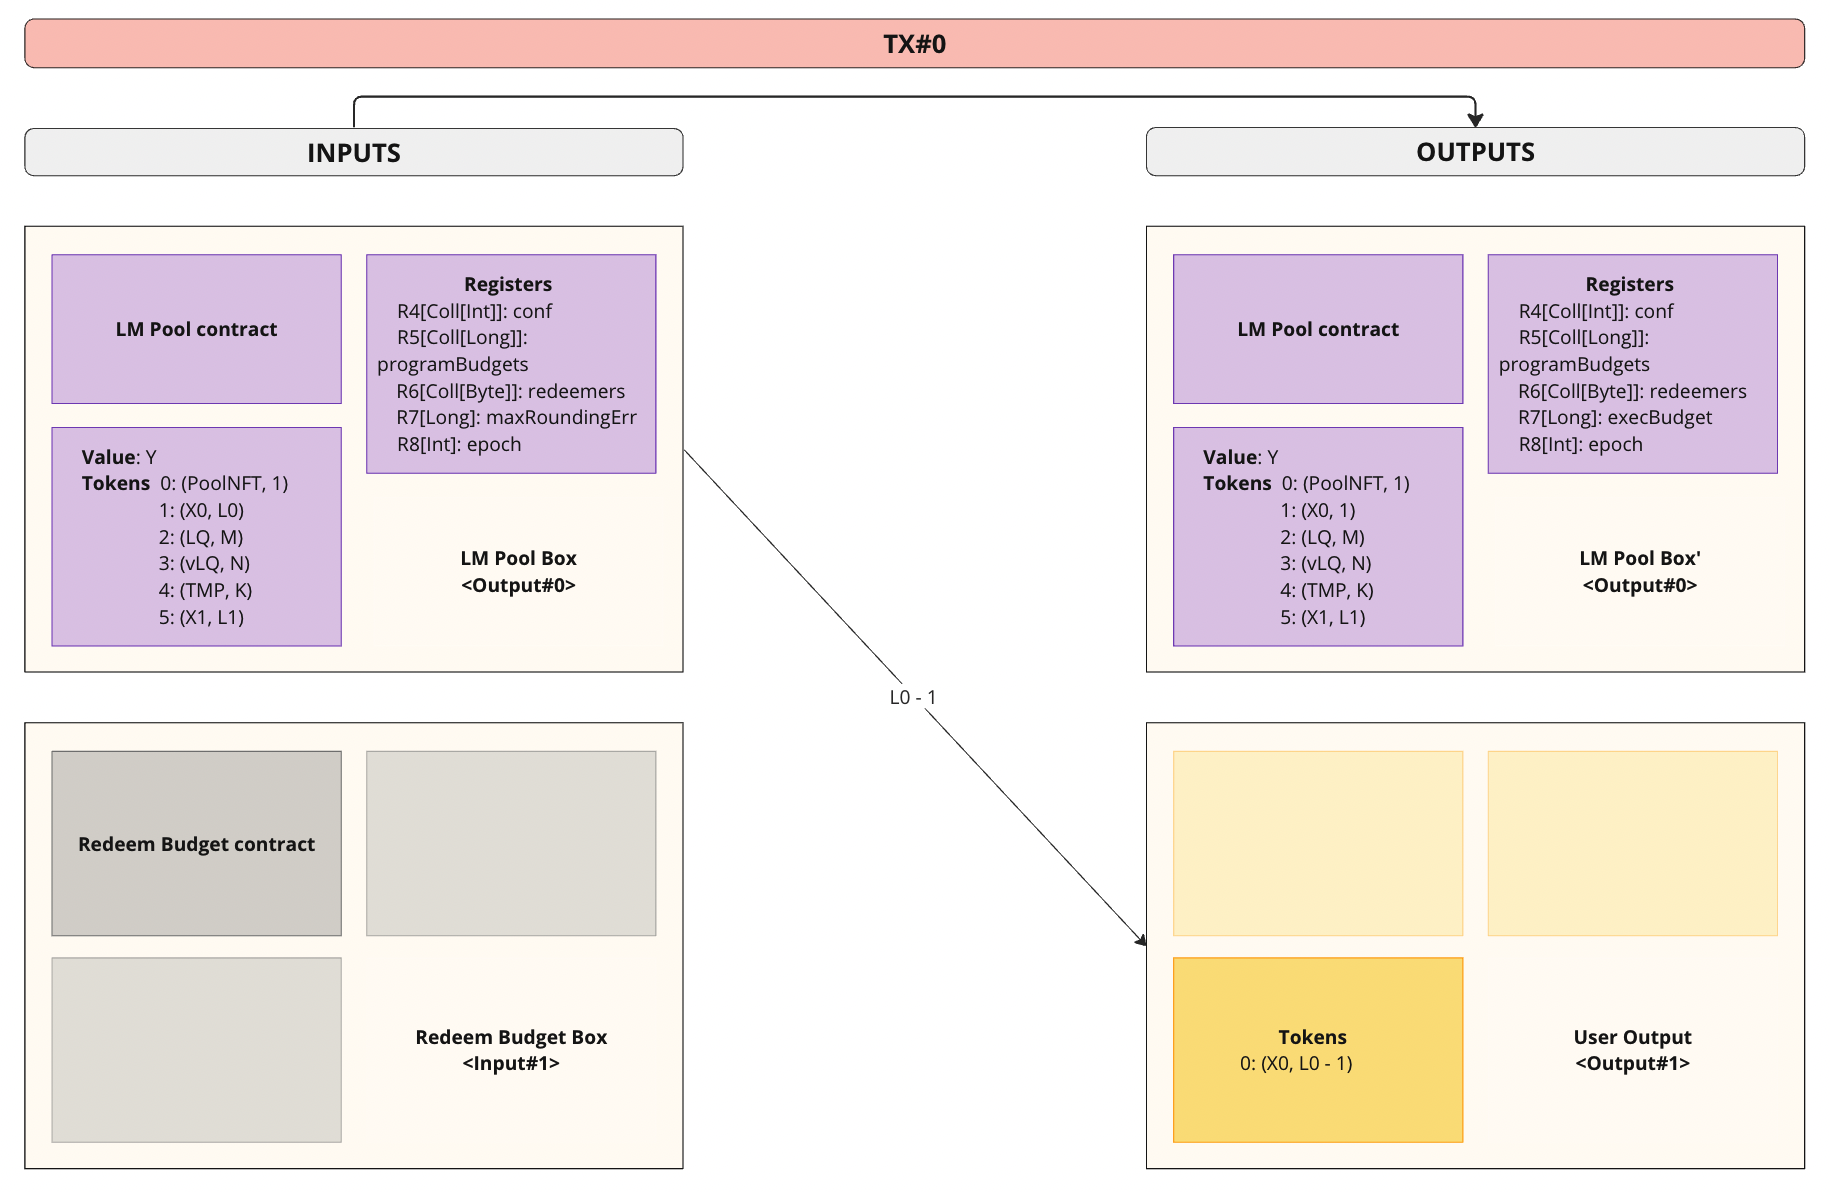 TX#0
INPUTS
OUTPUTS
LM Pool contract
Registers
R4[Coll[Int]]: conf
R5[Coll[Long]]:
programBudgets
R6[Coll[Byte]]: redeemers
R7[Long]: maxRoundingErr
R8[Int]: epoch
Value: Y
Tokens 0: (PoolNFT, 1)
1: (X0, L0)
2: (LQ, M)
3: (vLQ, N)
4: (TMP, K)
5: (X1, L1)
LM Pool Box
<Output#0>
LM Pool contract
Registers
R4[Coll[Int]]: conf
R5[Coll[Long]]:
programBudgets
R6[Coll[Byte]]: redeemers
R7[Long]: execBudget
R8[Int]: epoch
Value: Y
Tokens 0: (PoolNFT, 1)
1: (X0, 1)
2: (LQ, M)
3: (vLQ, N)
4: (TMP, K)
5: (X1, L1)
LM Pool Box'
<Output#0>
L0 - 1
Redeem Budget contract
Redeem Budget Box
<Input#1>
Tokens
0: (X0, L0 - 1)
User Output
<Output#1>